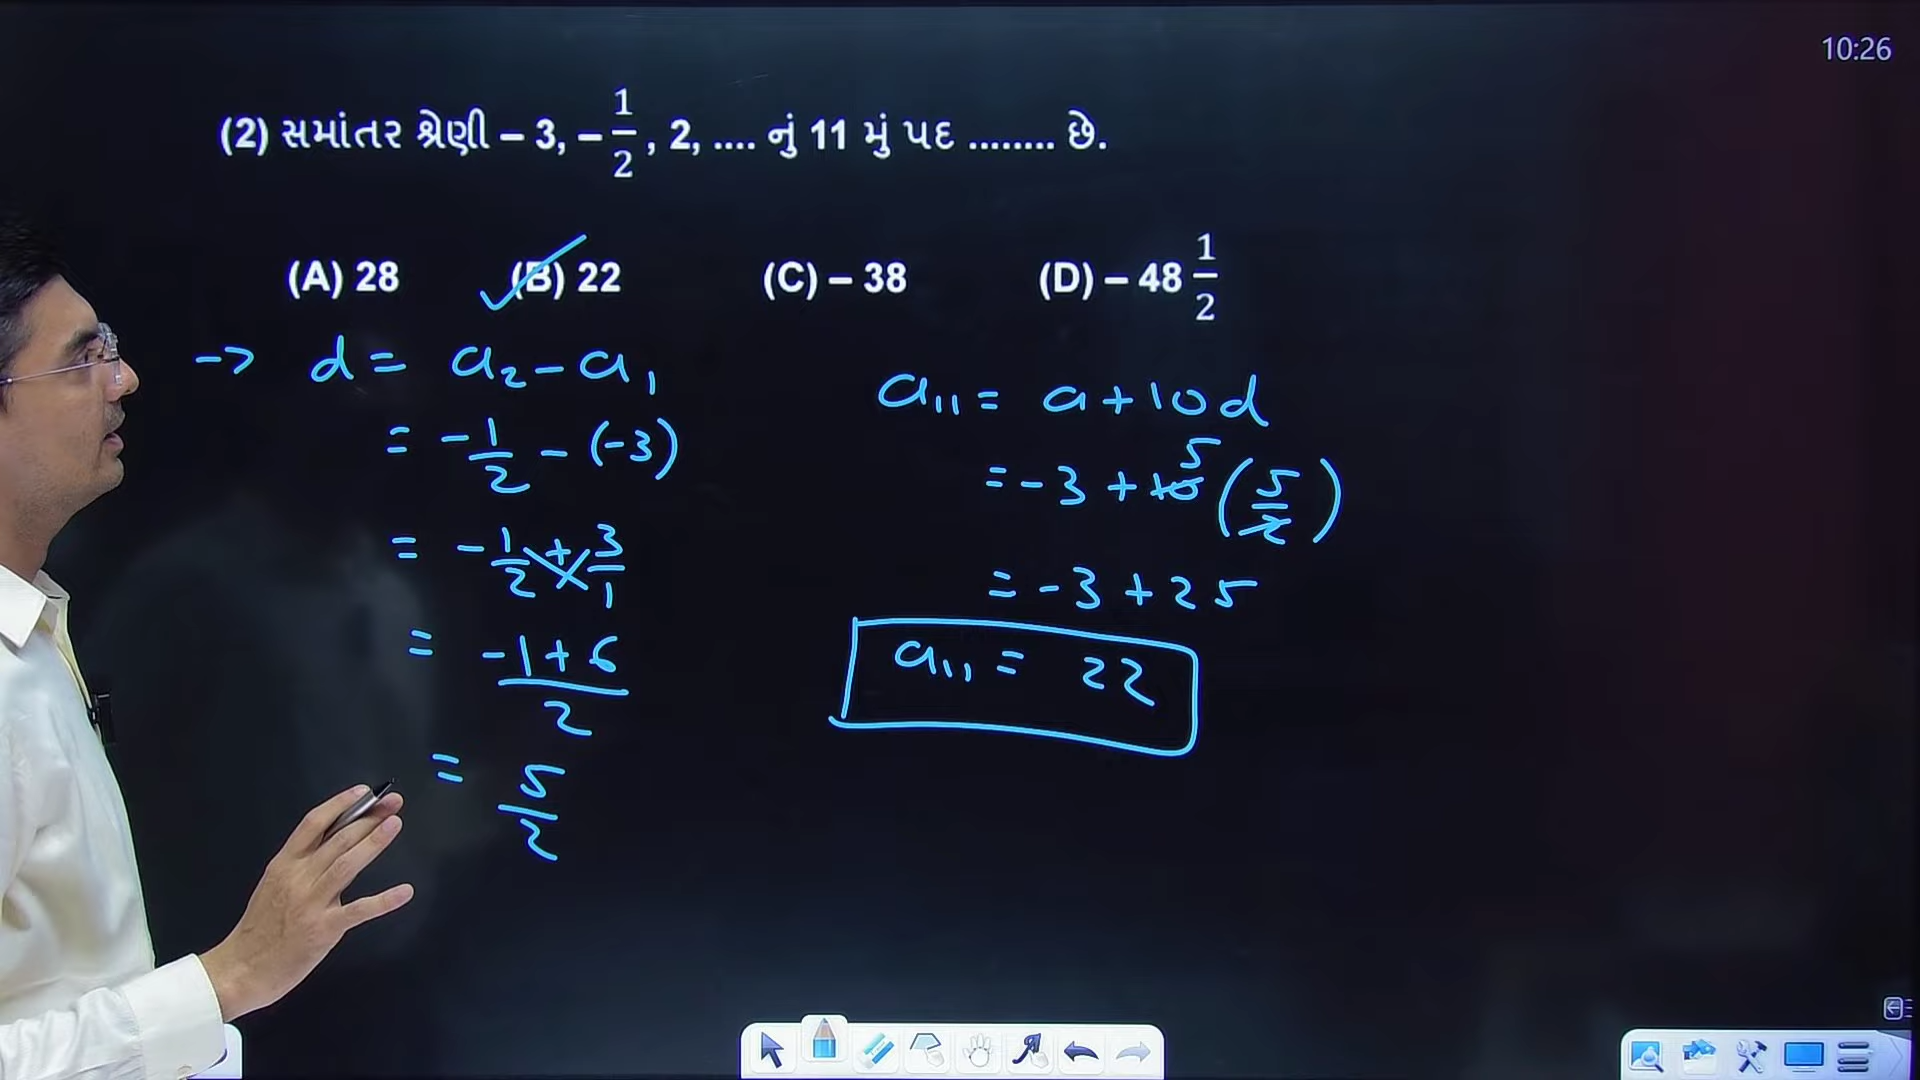 10:26
(2) સમાંતર શ્રેણી – 3, – 1/2 , 2, .... નું 11 મું પદ ........ છે.
(A) 28 (B) 22 (C) – 38 (D) – 48 1/2
-> d = a₂ - a₁
= -1/2 - (-3)
= -1/2 + 3/1
= (-1+6)/2
= 5/2
a₁₁ = a + 10d
= -3 + 10 5 (5/2)
= -3 + 25
a₁₁ = 22